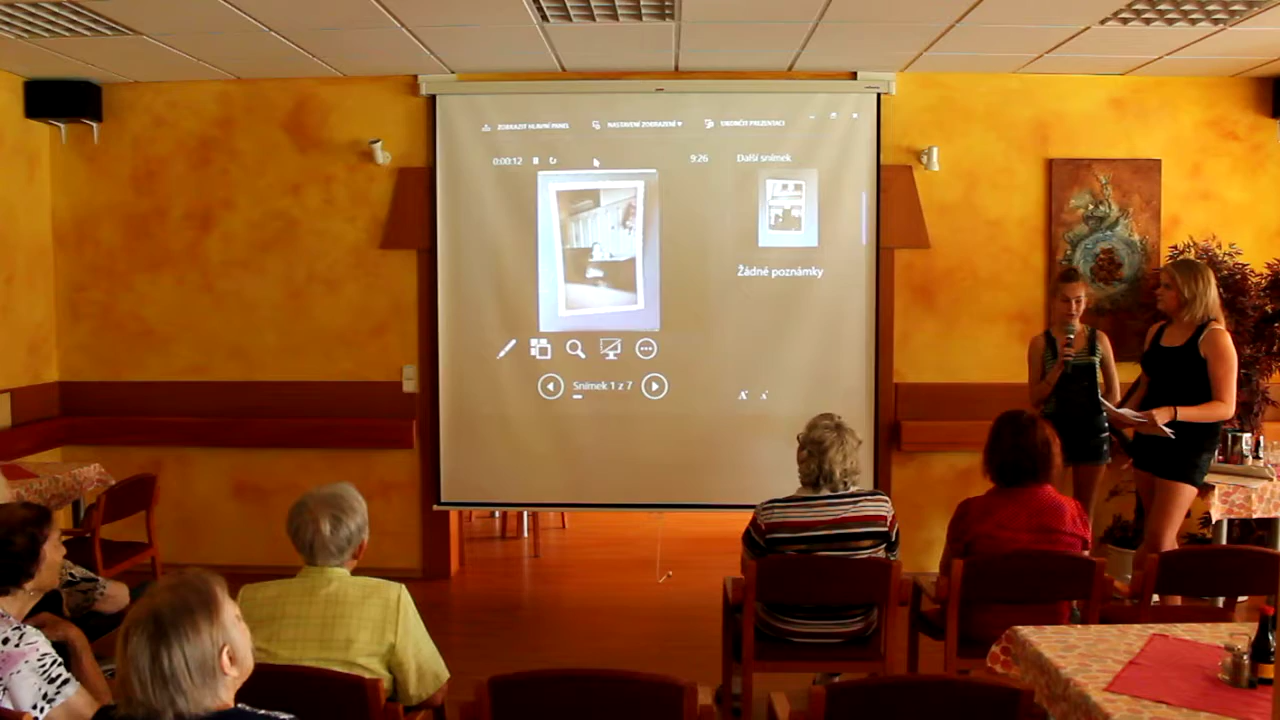 ZOBRAZIT HLAVNÍ PANEL NASTAVENÍ ZOBRAZENÍ ▾ UKONČIT PREZENTACI
0:00:12 9:26 Další snímek
Žádné poznámky
Snímek 1 z 7
A A